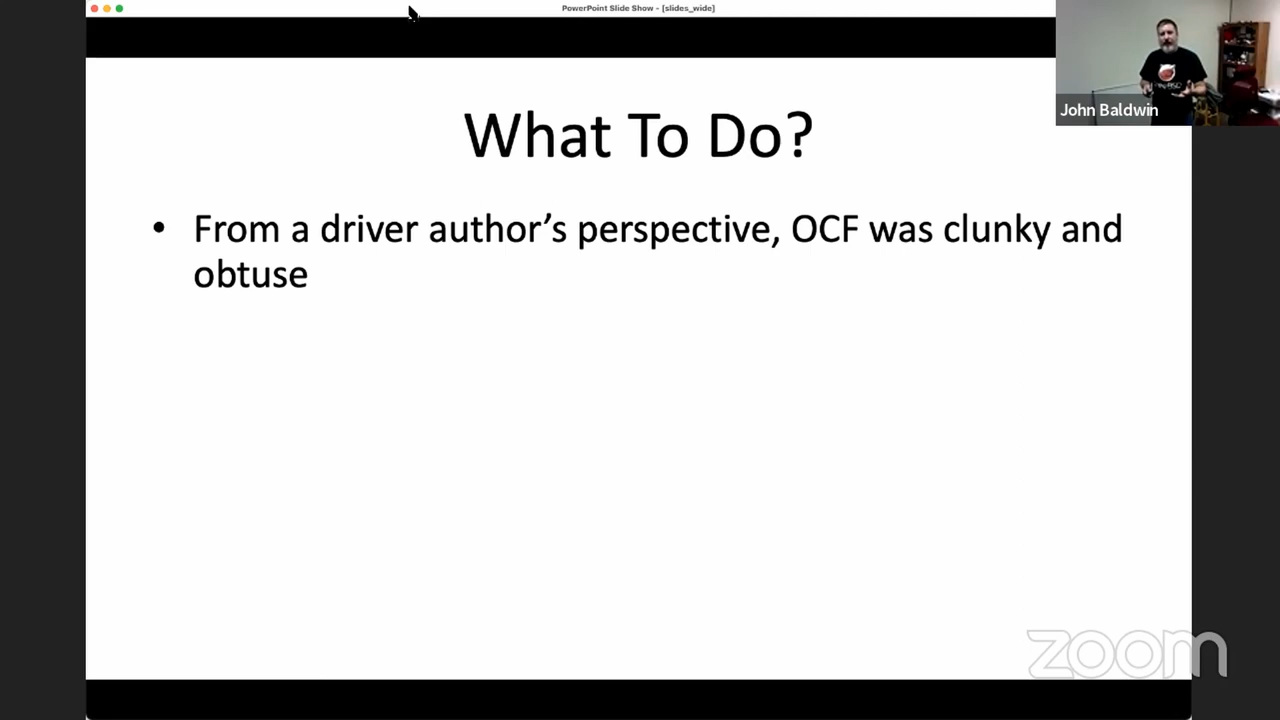 PowerPoint Slide Show - [slides_wide]
John Baldwin
What To Do?
• From a driver author’s perspective, OCF was clunky and
obtuse
zoom